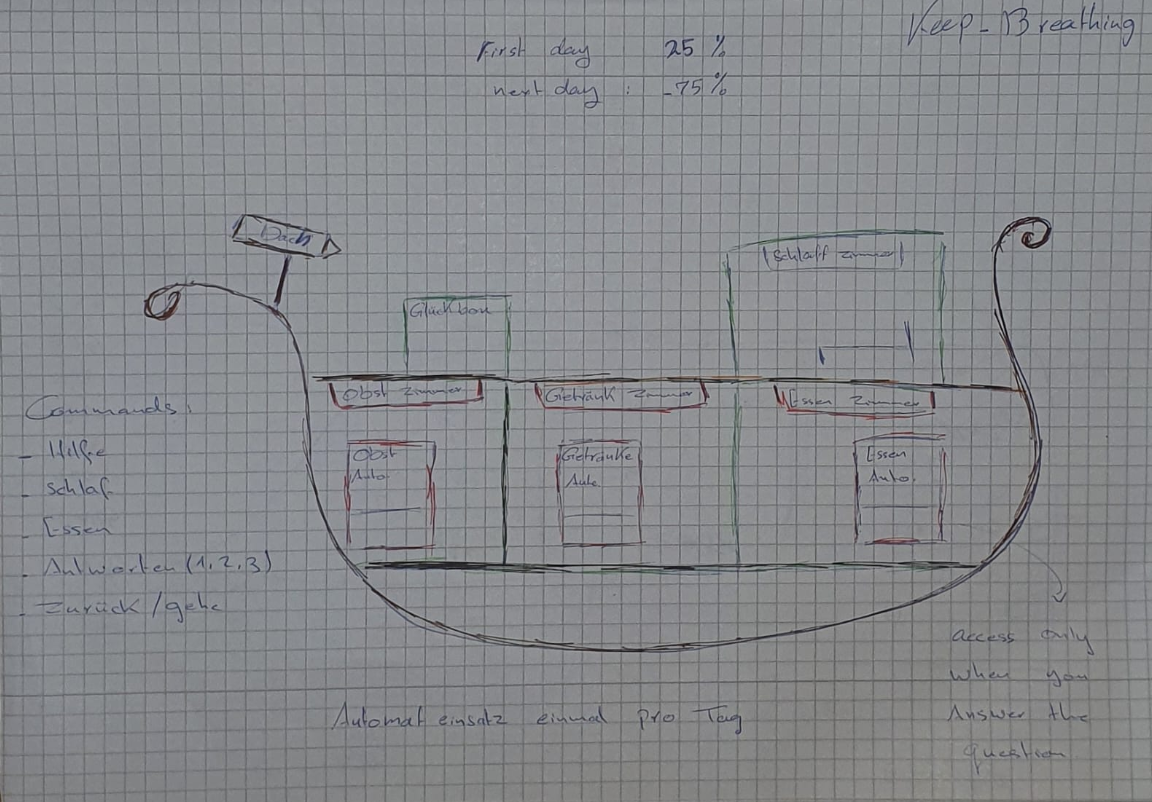 Keep-Breathing
First day 25 %
next day : -75 %
Dach
Schlaff Zimmer
Glückbox
Obst Zimmer
Getränk Zimmer
Essen Zimmer
Commands:
- Hilfe
- Schlaf
- Essen
- Antworten (1, 2, 3)
- Zurück / gehe
Obst
Auto.
Getränke
Auto.
Essen
Auto.
access only
when you
Answer the
question
Automat einsatz einmal pro Tag